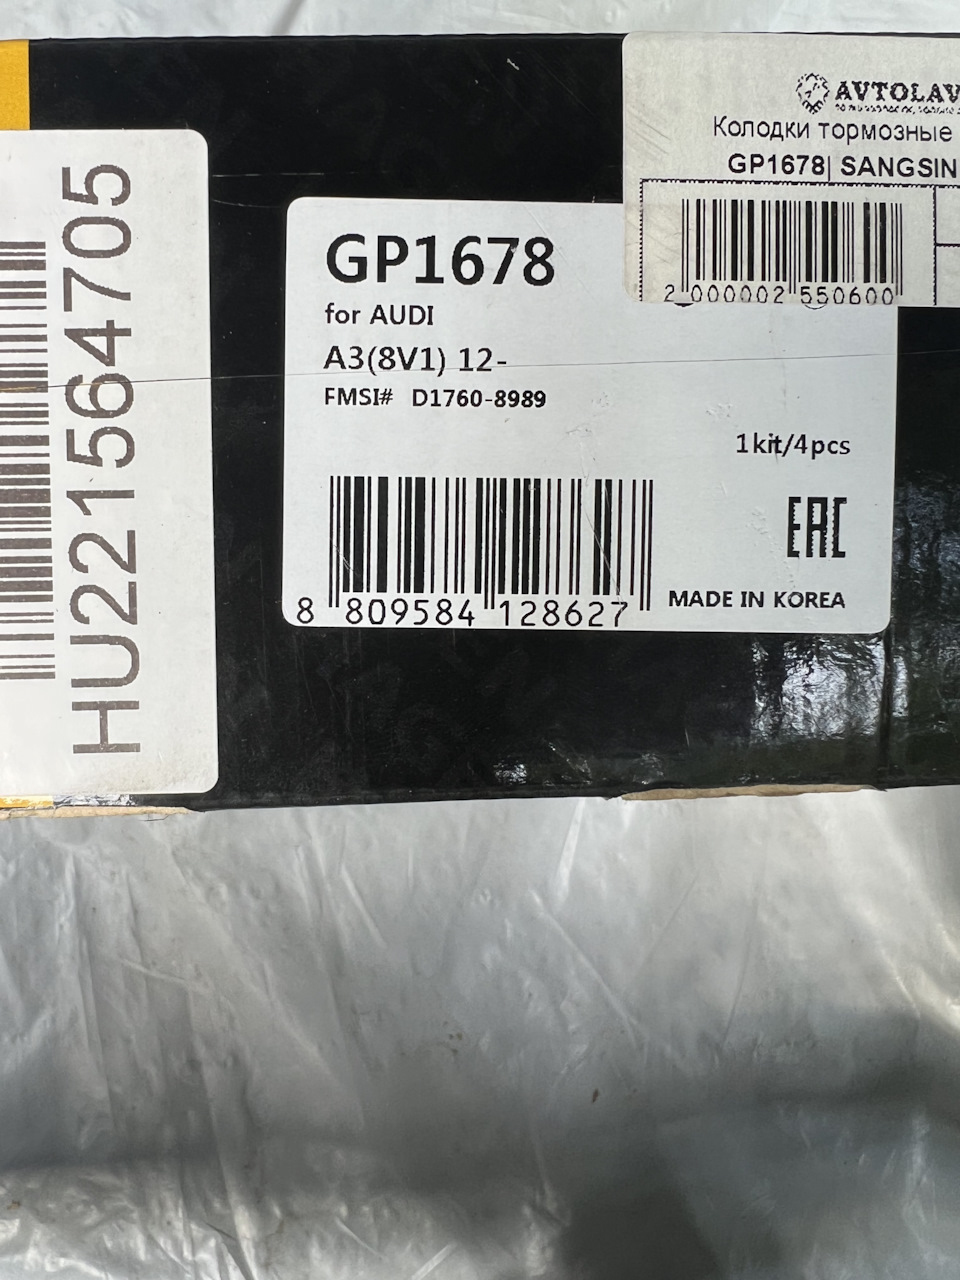 AVTOLAV
Колодки тормозные
GP1678| SANGSIN
2 000002 550600
HU221564705
GP1678
for AUDI
A3(8V1) 12-
FMSI# D1760-8989
1kit/4pcs
EAC
8 809584 128627
MADE IN KOREA